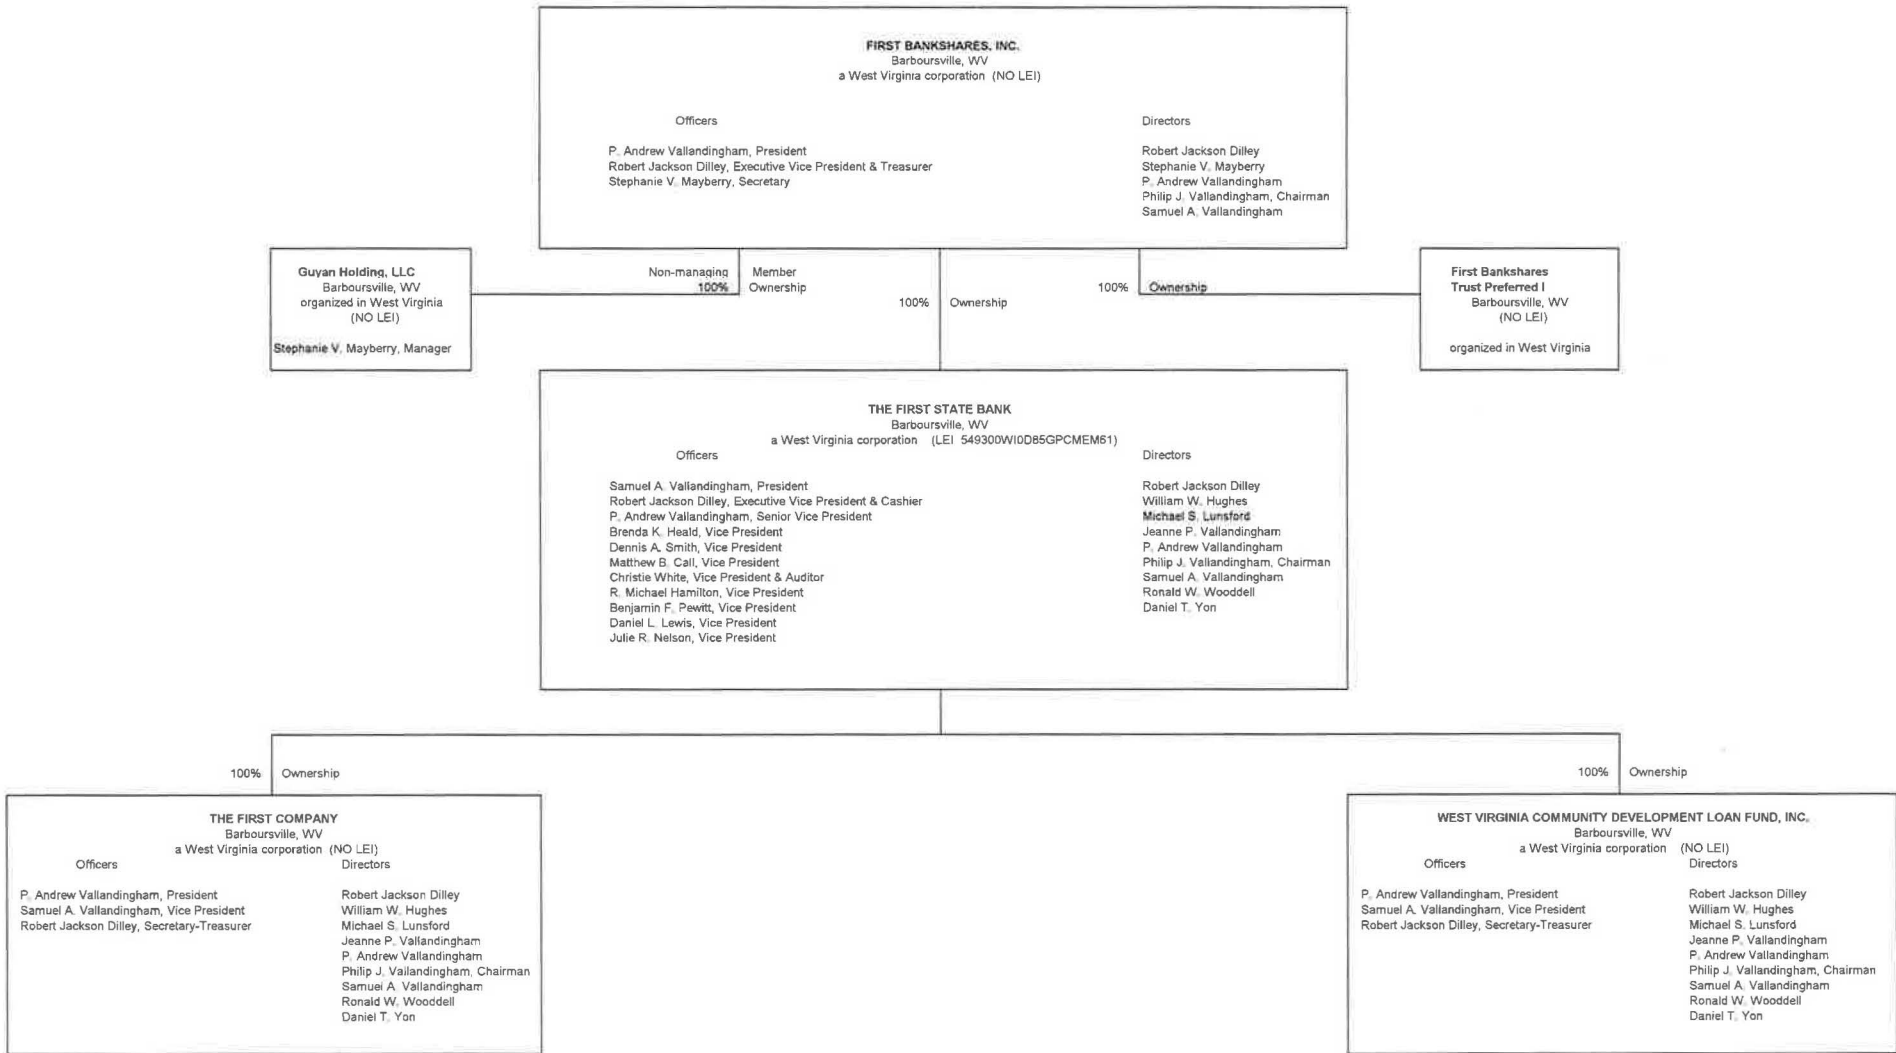 FIRST BANKSHARES, INC.
Barboursville, WV
a West Virginia corporation (NO LEI)
Officers
P. Andrew Vallandingham, President
Robert Jackson Dilley, Executive Vice President & Treasurer
Stephanie V. Mayberry, Secretary
Directors
Robert Jackson Dilley
Stephanie V. Mayberry
P. Andrew Vallandingham
Philip J. Vallandingham, Chairman
Samuel A. Vallandingham
Guyan Holding, LLC
Barboursville, WV
organized in West Virginia
(NO LEI)
Stephanie V. Mayberry, Manager
Non-managing Member
100% Ownership
100% Ownership
100% Ownership
First Bankshares
Trust Preferred I
Barboursville, WV
(NO LEI)
organized in West Virginia
THE FIRST STATE BANK
Barboursville, WV
a West Virginia corporation (LEI 549300WI0D85GPCMEM61)
Officers
Samuel A. Vallandingham, President
Robert Jackson Dilley, Executive Vice President & Cashier
P. Andrew Vallandingham, Senior Vice President
Brenda K. Heald, Vice President
Dennis A. Smith, Vice President
Matthew B. Call, Vice President
Christie White, Vice President & Auditor
R. Michael Hamilton, Vice President
Benjamin F. Pewitt, Vice President
Daniel L. Lewis, Vice President
Julie R. Nelson, Vice President
Directors
Robert Jackson Dilley
William W. Hughes
Michael S. Lunsford
Jeanne P. Vallandingham
P. Andrew Vallandingham
Philip J. Vallandingham, Chairman
Samuel A. Vallandingham
Ronald W. Wooddell
Daniel T. Yon
100% Ownership
100% Ownership
THE FIRST COMPANY
Barboursville, WV
a West Virginia corporation (NO LEI)
Officers
P. Andrew Vallandingham, President
Samuel A. Vallandingham, Vice President
Robert Jackson Dilley, Secretary-Treasurer
Directors
Robert Jackson Dilley
William W. Hughes
Michael S. Lunsford
Jeanne P. Vallandingham
P. Andrew Vallandingham
Philip J. Vallandingham, Chairman
Samuel A. Vallandingham
Ronald W. Wooddell
Daniel T. Yon
WEST VIRGINIA COMMUNITY DEVELOPMENT LOAN FUND, INC.
Barboursville, WV
a West Virginia corporation (NO LEI)
Officers
P. Andrew Vallandingham, President
Samuel A. Vallandingham, Vice President
Robert Jackson Dilley, Secretary-Treasurer
Directors
Robert Jackson Dilley
William W. Hughes
Michael S. Lunsford
Jeanne P. Vallandingham
P. Andrew Vallandingham
Philip J. Vallandingham, Chairman
Samuel A. Vallandingham
Ronald W. Wooddell
Daniel T. Yon